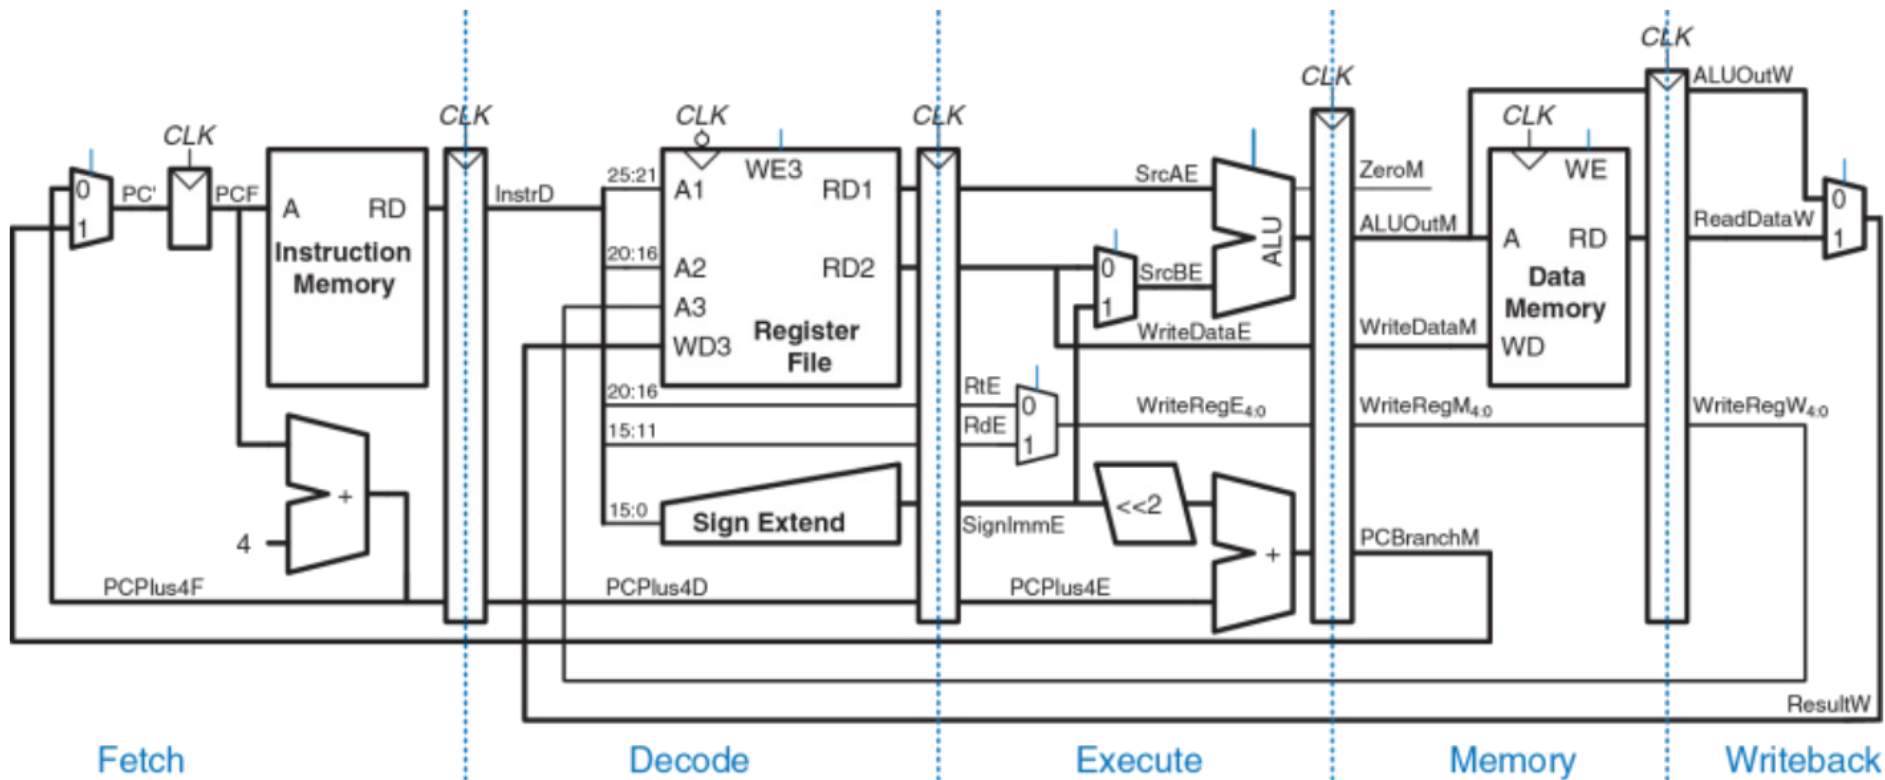 CLK
CLK
ALUOutW
CLK
CLK
CLK
CLK
CLK
0
1
PC'
PCF
A
RD
Instruction
Memory
InstrD
25:21
A1
WE3
RD1
20:16
A2
RD2
A3
WD3
Register
File
20:16
15:11
15:0
Sign Extend
SrcAE
0
1
SrcBE
ALU
WriteDataE
RtE
RdE
0
1
WriteRegE4:0
SignImmE
<<2
+
ZeroM
ALUOutM
WriteDataM
WriteRegM4:0
PCBranchM
WE
A
RD
Data
Memory
WD
ReadDataW
WriteRegW4:0
0
1
4
+
PCPlus4F
PCPlus4D
PCPlus4E
ResultW
Fetch
Decode
Execute
Memory
Writeback